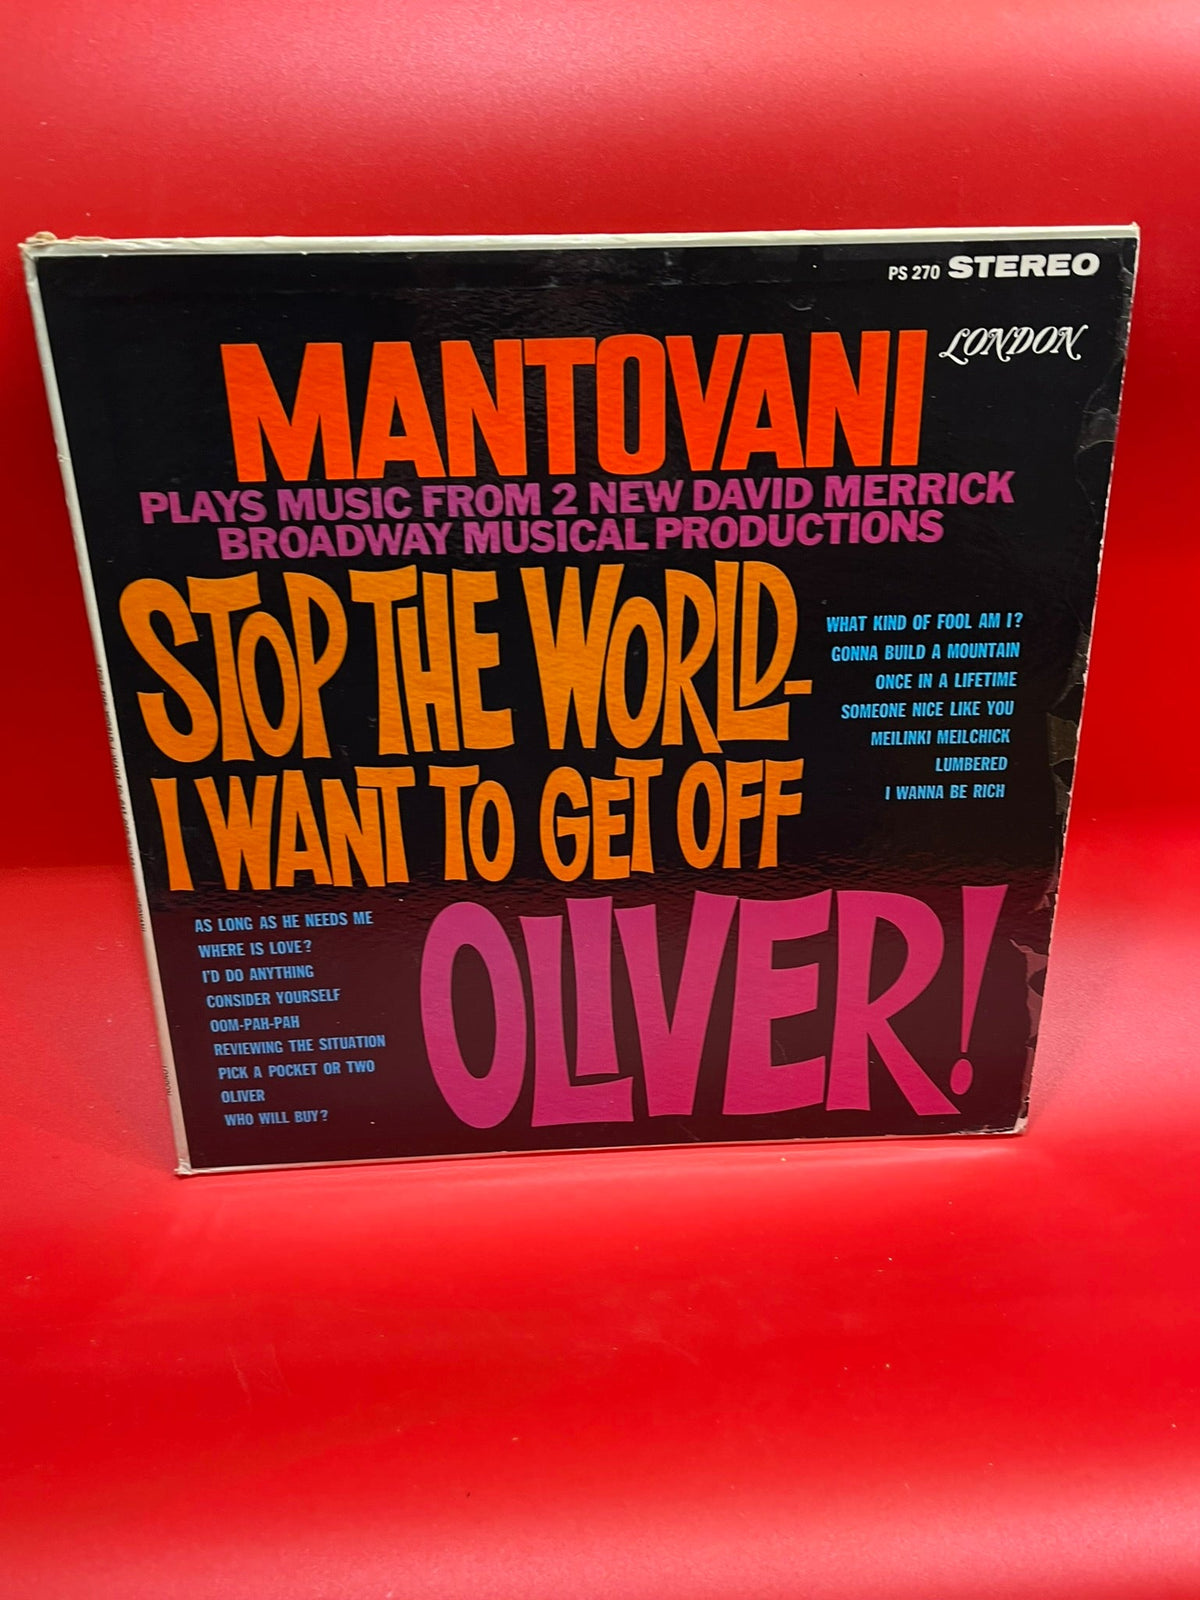 PS 270 STEREO
LONDON
MANTOVANI
PLAYS MUSIC FROM 2 NEW DAVID MERRICK
BROADWAY MUSICAL PRODUCTIONS
STOP THE WORLD-
I WANT TO GET OFF
WHAT KIND OF FOOL AM I?
GONNA BUILD A MOUNTAIN
ONCE IN A LIFETIME
SOMEONE NICE LIKE YOU
MEILINKI MEILCHICK
LUMBERED
I WANNA BE RICH
OLIVER!
AS LONG AS HE NEEDS ME
WHERE IS LOVE?
I'D DO ANYTHING
CONSIDER YOURSELF
OOM-PAH-PAH
REVIEWING THE SITUATION
PICK A POCKET OR TWO
OLIVER
WHO WILL BUY?
LONDON